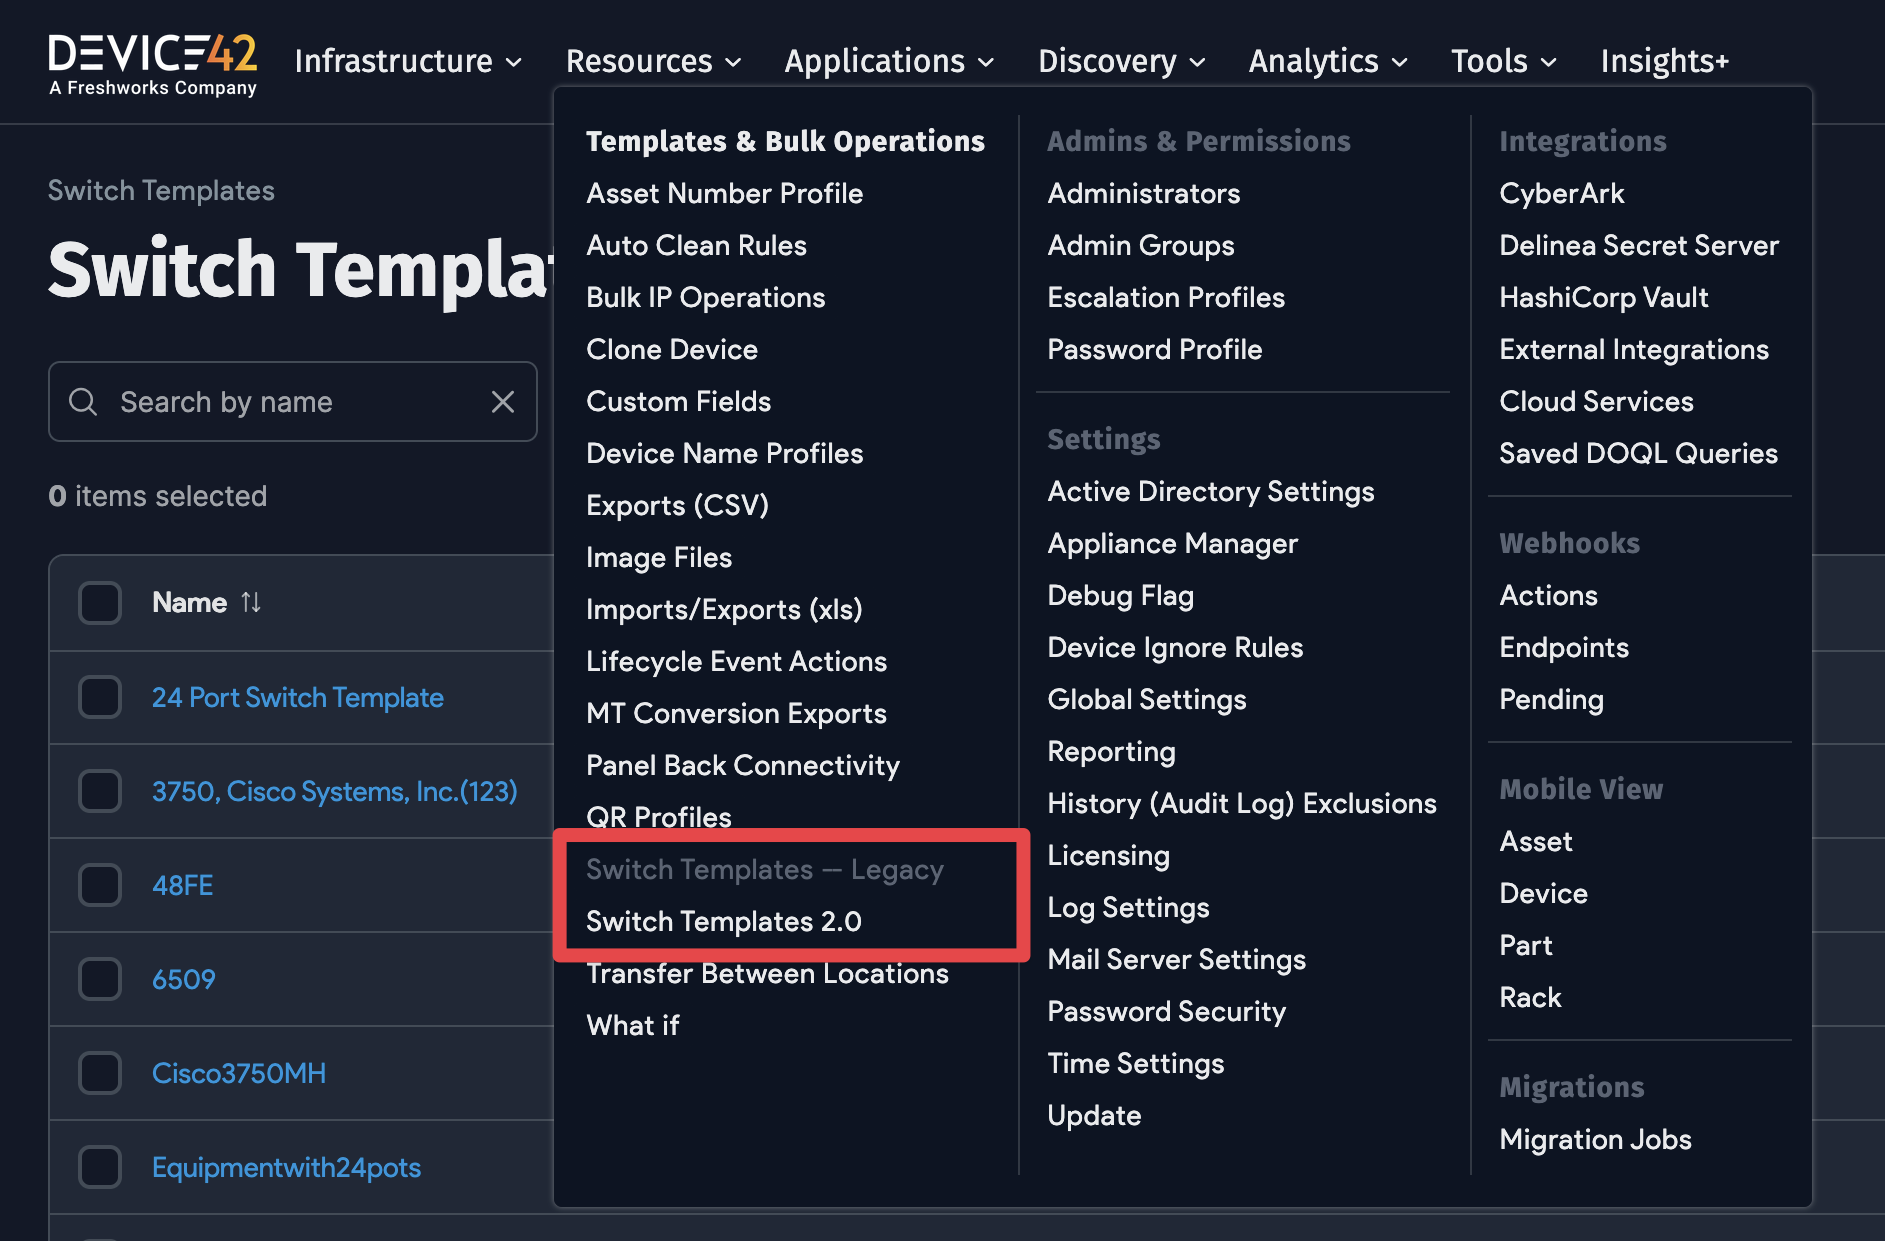 DEVICE42
A Freshworks Company
Infrastructure
Resources
Applications
Discovery
Analytics
Tools
Insights+
Switch Templates
Switch Templat
Search by name
0 items selected
Name
24 Port Switch Template
3750, Cisco Systems, Inc.(123)
48FE
6509
Cisco3750MH
Equipmentwith24pots
Templates & Bulk Operations
Asset Number Profile
Auto Clean Rules
Bulk IP Operations
Clone Device
Custom Fields
Device Name Profiles
Exports (CSV)
Image Files
Imports/Exports (xls)
Lifecycle Event Actions
MT Conversion Exports
Panel Back Connectivity
QR Profiles
Switch Templates – Legacy
Switch Templates 2.0
Transfer Between Locations
What if
Admins & Permissions
Administrators
Admin Groups
Escalation Profiles
Password Profile
Settings
Active Directory Settings
Appliance Manager
Debug Flag
Device Ignore Rules
Global Settings
Reporting
History (Audit Log) Exclusions
Licensing
Log Settings
Mail Server Settings
Password Security
Time Settings
Update
Integrations
CyberArk
Delinea Secret Server
HashiCorp Vault
External Integrations
Cloud Services
Saved DOQL Queries
Webhooks
Actions
Endpoints
Pending
Mobile View
Asset
Device
Part
Rack
Migrations
Migration Jobs